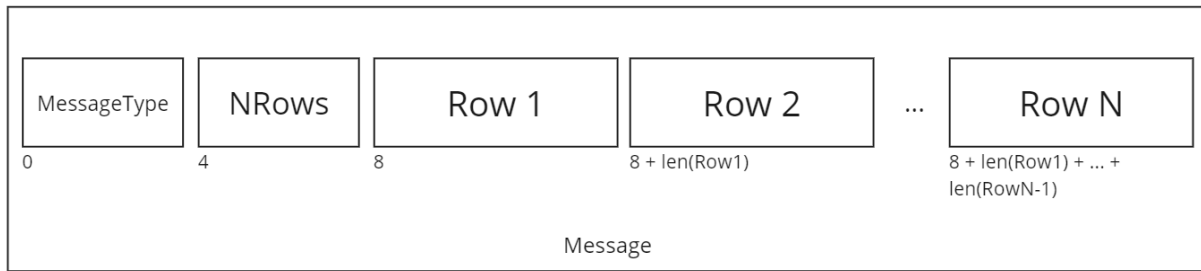 MessageType NRows Row 1 Row 2 ... Row N
0 4 8 8 + len(Row1) 8 + len(Row1) + ... +
len(RowN-1)
Message